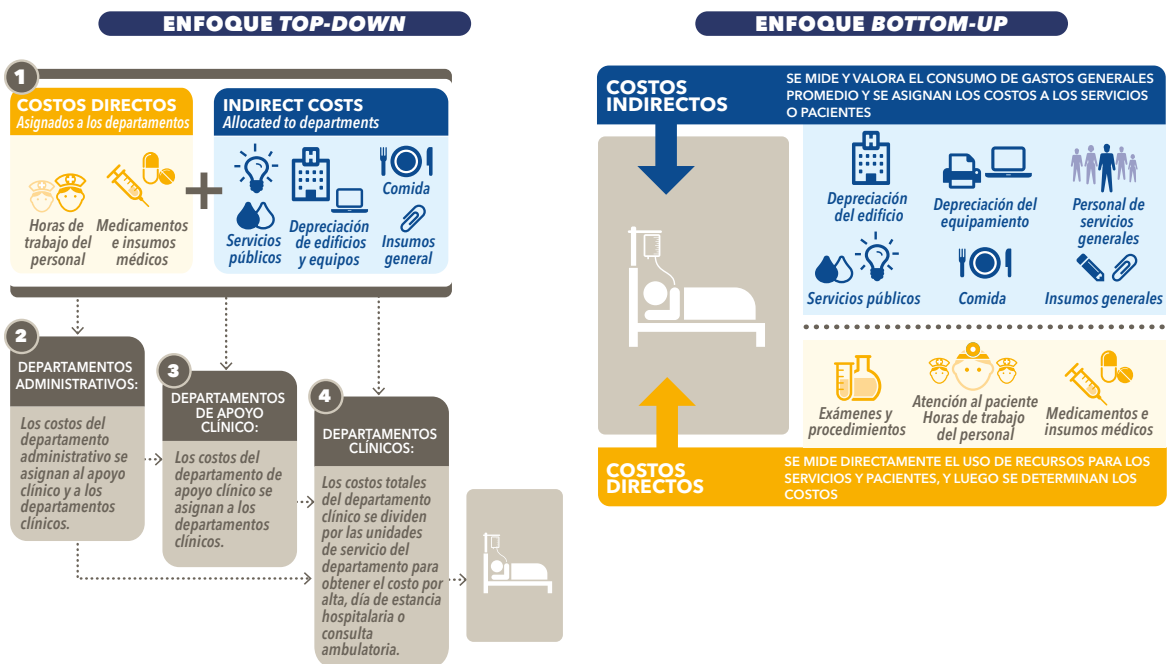 ENFOQUE TOP-DOWN
1
COSTOS DIRECTOS
Asignados a los departamentos
Horas de
trabajo del
personal
Medicamentos
e insumos
médicos
+
INDIRECT COSTS
Allocated to departments
Servicios
públicos
Depreciación
de edificios
y equipos
Comida
Insumos
general
2
DEPARTAMENTOS
ADMINISTRATIVOS:
Los costos del
departamento
administrativo se
asignan al apoyo
clínico y a los
departamentos
clínicos.
3
DEPARTAMENTOS
DE APOYO
CLÍNICO:
Los costos del
departamento de
apoyo clínico se
asignan a los
departamentos
clínicos.
4
DEPARTAMENTOS
CLÍNICOS:
Los costos totales
del departamento
clínico se dividen
por las unidades
de servicio del
departamento para
obtener el costo por
alta, día de estancia
hospitalaria o
consulta
ambulatoria.
ENFOQUE BOTTOM-UP
COSTOS
INDIRECTOS
SE MIDE Y VALORA EL CONSUMO DE GASTOS GENERALES
PROMEDIO Y SE ASIGNAN LOS COSTOS A LOS SERVICIOS
O PACIENTES
H
Depreciación
del edificio
Depreciación del
equipamiento
Personal de
servicios
generales
Servicios públicos
Comida
Insumos generales
Exámenes y
procedimientos
Atención al paciente
Horas de trabajo
del personal
Medicamentos e
insumos médicos
COSTOS
DIRECTOS
SE MIDE DIRECTAMENTE EL USO DE RECURSOS PARA LOS
SERVICIOS Y PACIENTES, Y LUEGO SE DETERMINAN LOS
COSTOS